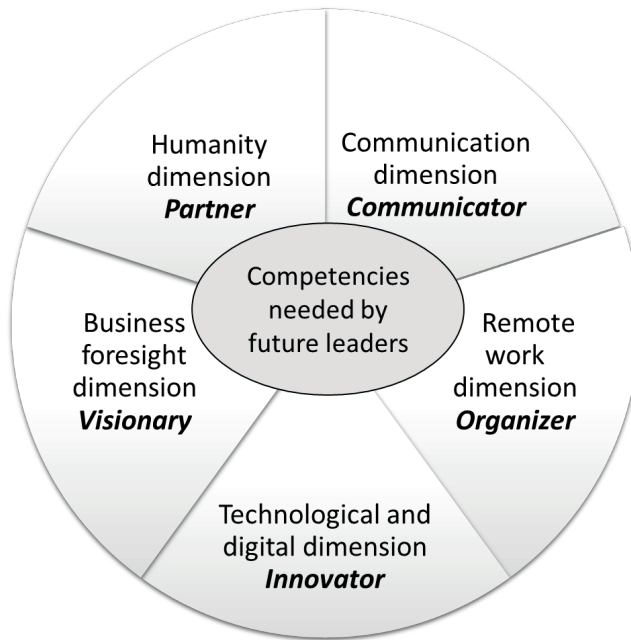 Humanity
dimension
Partner
Communication
dimension
Communicator
Competencies
needed by
future leaders
Business
foresight
dimension
Visionary
Remote
work
dimension
Organizer
Technological and
digital dimension
Innovator